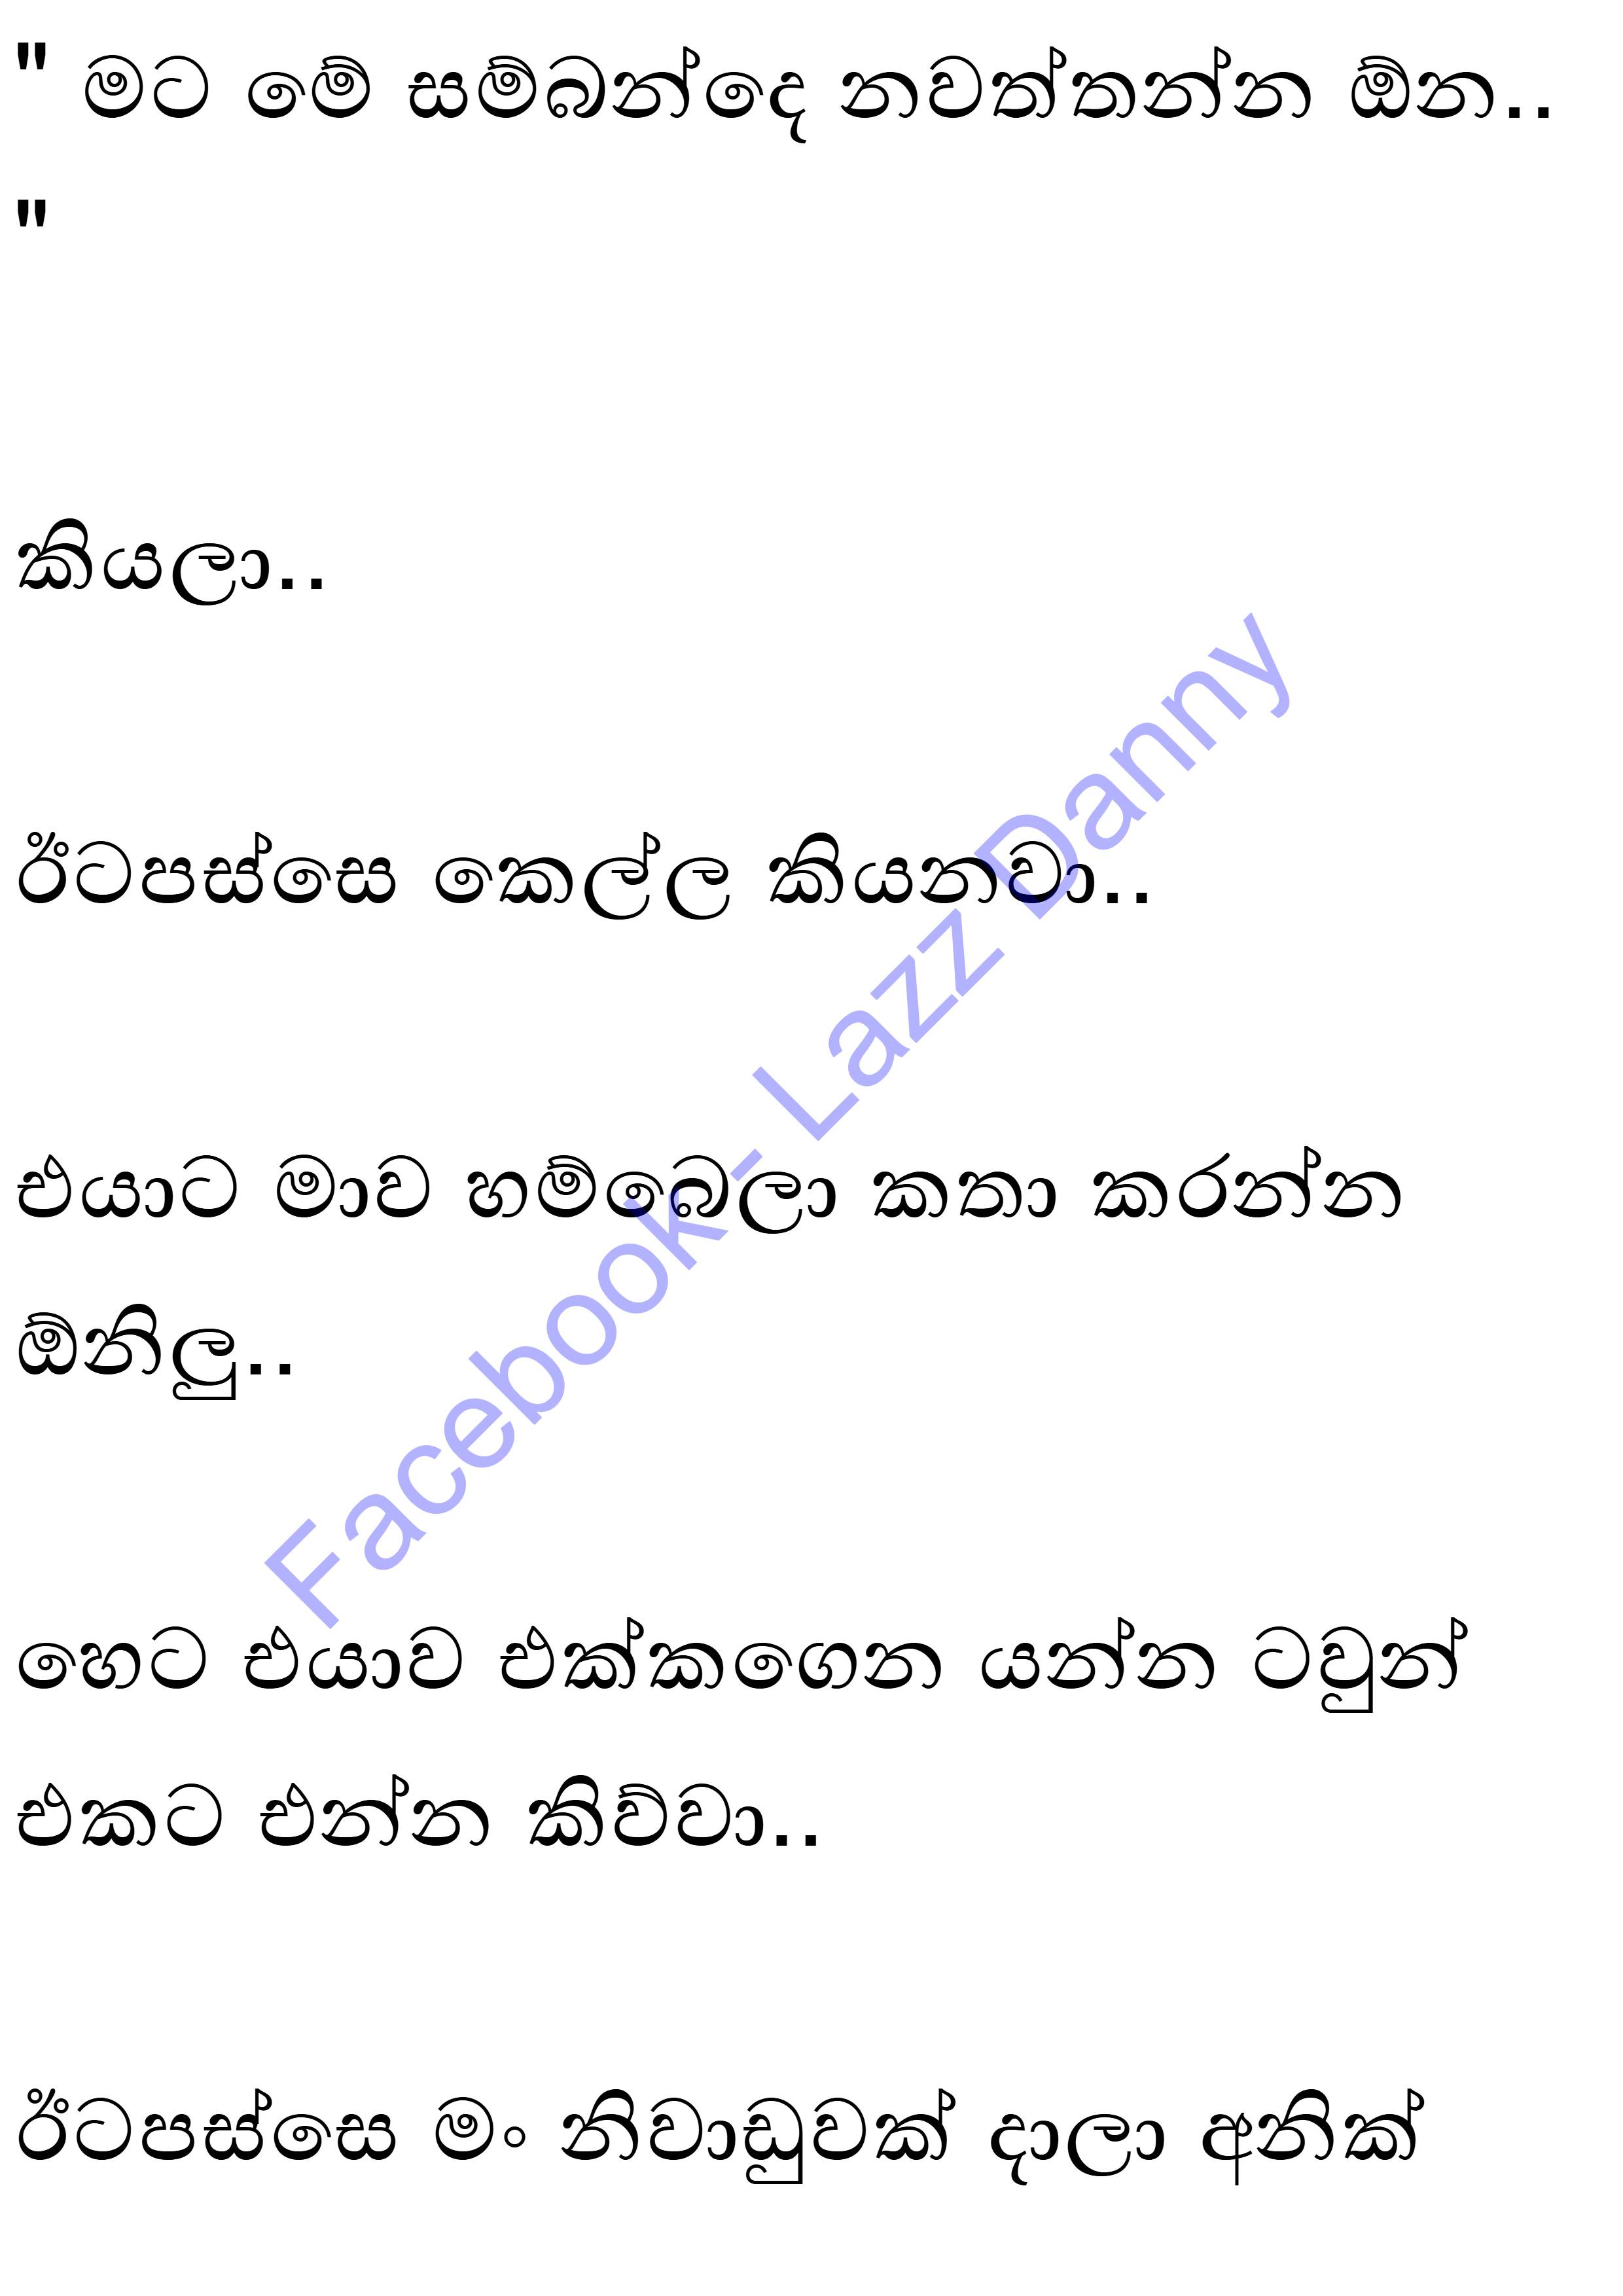 " මට මේ සම්බන්දෙ නවත්තන්න ඕන..
"
කියලා..
ඊටපස්සෙ කෙල්ල කියනවා..
එයාට මාව හම්බෙලා කතා කරන්න
ඕනිලු..
හෙට එයාව එක්කගෙන යන්න ටවුන්
එකට එන්න කිව්වා..
ඊටපස්සෙ මං නිවාඩුවක් දාලා අනික්
Facebook- Lazz Danny